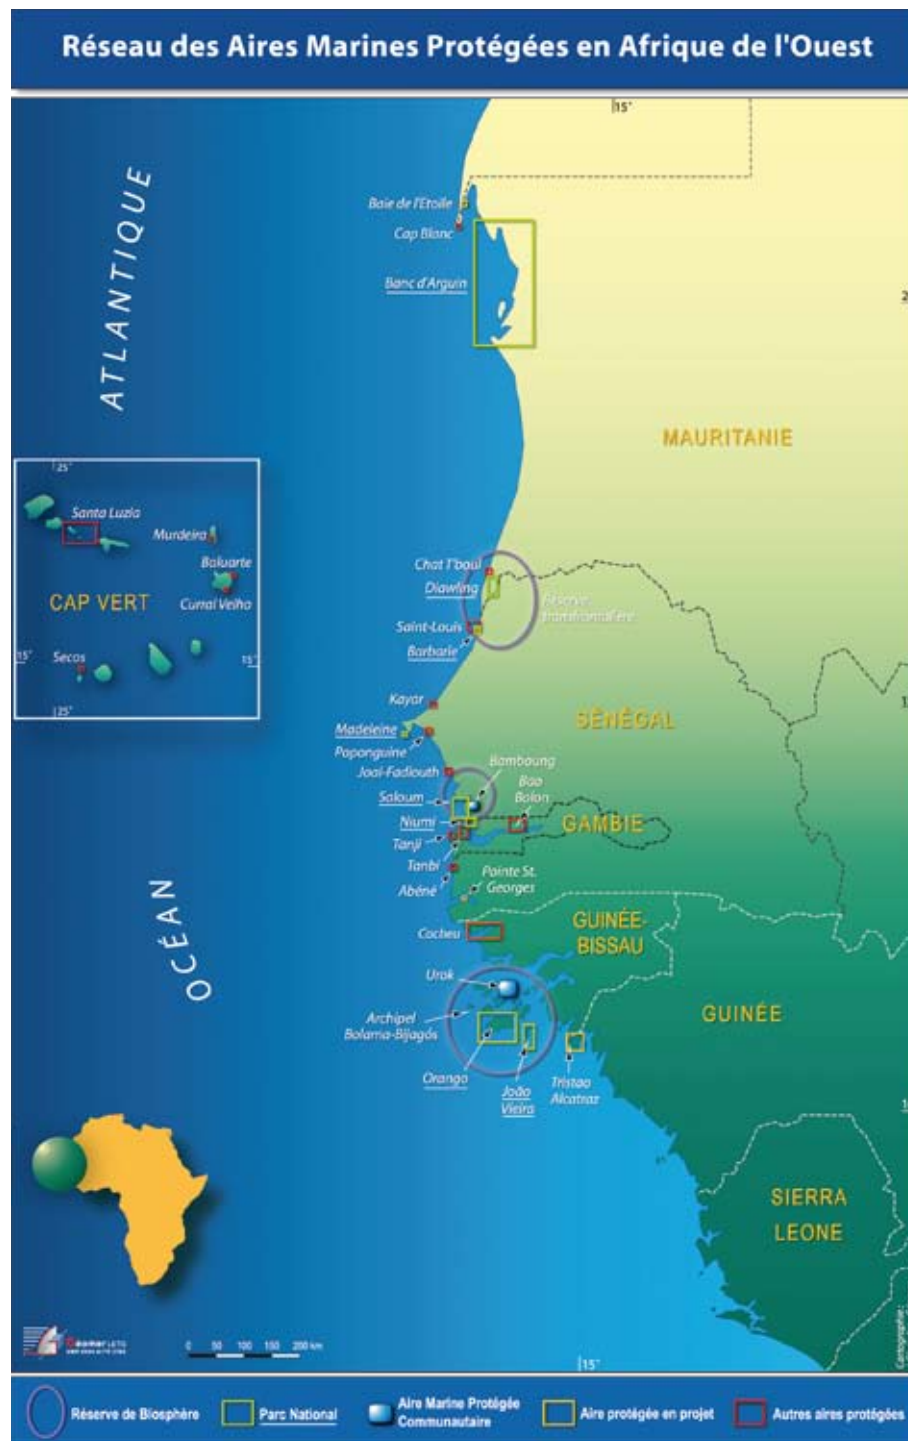 Réseau des Aires Marines Protégées en Afrique de l'Ouest
15°
ATLANTIQUE
Baie de l'Etoile
Cap Blanc
Banc d'Arguin
2
MAURITANIE
25°
Santa Luzia
Murdeira
Baluarte
CAP VERT
Curral Velho
Secos
15°
15°
25°
Chat T'boul
Diawling
Réserve
transfrontalière
Saint-Louis
Barbarie
Kayar
SÉNÉGAL
1
Madeleine
Poponguine
Joal-Fadiouth
Bamboung
Bao
Bolon
Saloum
Niumi
GAMBIE
Tanji
Tanbi
Abéné
Pointe St.
Georges
OCÉAN
Cacheu
GUINÉE-
BISSAU
Urok
GUINÉE
Archipel
Bolama-Bijagós
Orango
João
Vieira
Tristao
Alcatraz
1
SIERRA
LEONE
0 50 100 150 200 km
15°
Cartographie :
Réserve de Biosphère
Parc National
Aire Marine Protégée
Communautaire
Aire protégée en projet
Autres aires protégées